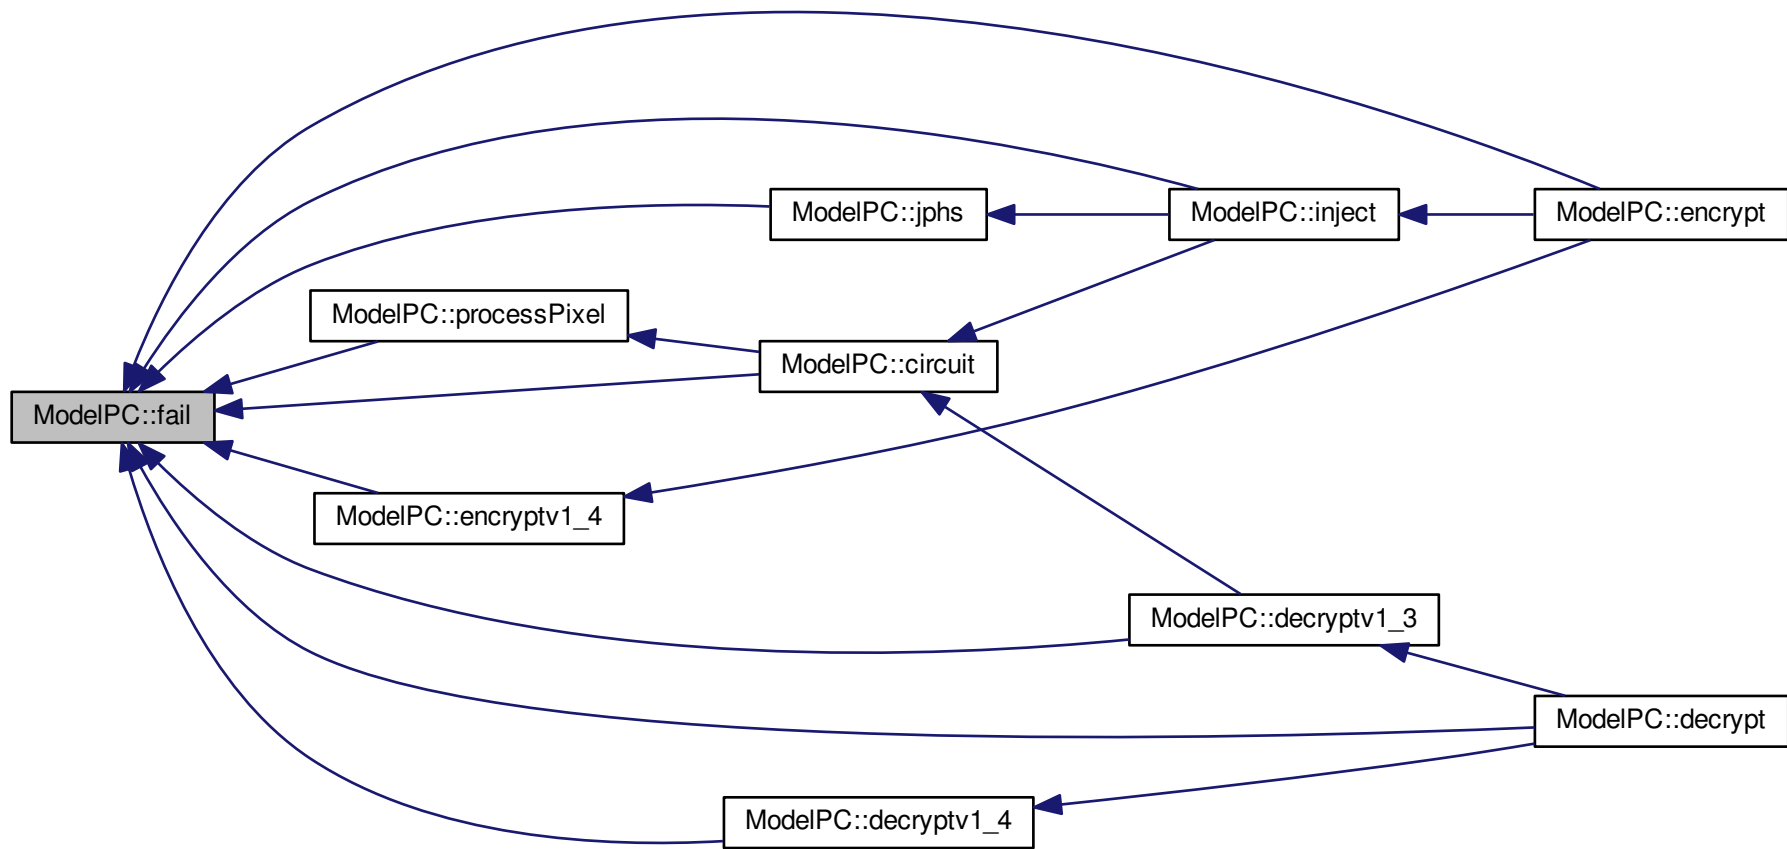 ModelPC::jphs
ModelPC::inject
ModelPC::encrypt
ModelPC::processPixel
ModelPC::circuit
ModelPC::fail
ModelPC::encryptv1_4
ModelPC::decryptv1_3
ModelPC::decrypt
ModelPC::decryptv1_4